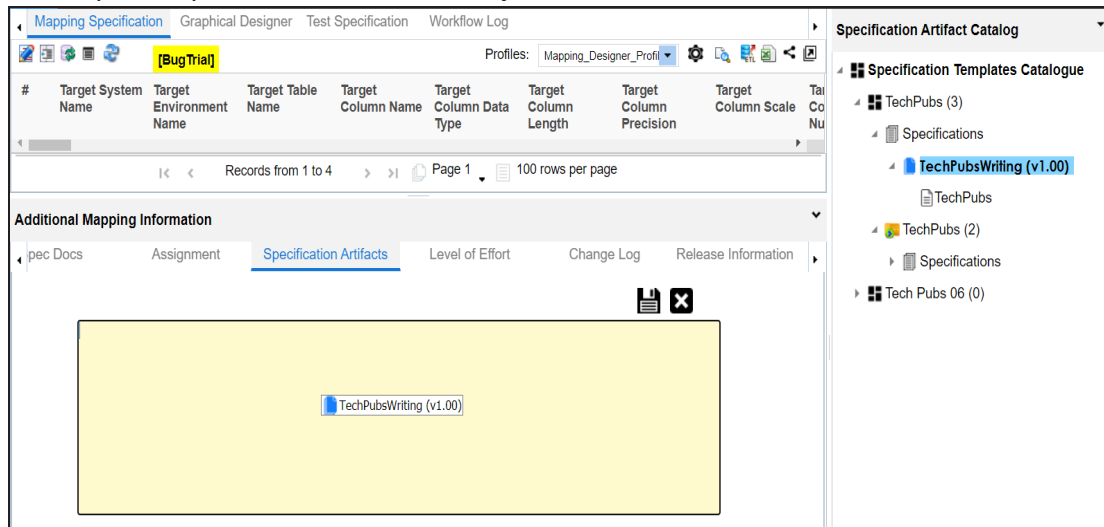 Mapping Specification Graphical Designer Test Specification Workflow Log
[BugTrial] Profiles: Mapping_Designer_Profil
# Target System Name Target Environment Name Target Table Name Target Column Name Target Column Data Type Target Column Length Target Column Precision Target Column Scale
Records from 1 to 4 Page 1 100 rows per page
Additional Mapping Information
pec Docs Assignment Specification Artifacts Level of Effort Change Log Release Information
TechPubsWriting (v1.00)
Specification Artifact Catalog
Specification Templates Catalogue
TechPubs (3)
Specifications
TechPubsWriting (v1.00)
TechPubs
TechPubs (2)
Specifications
Tech Pubs 06 (0)